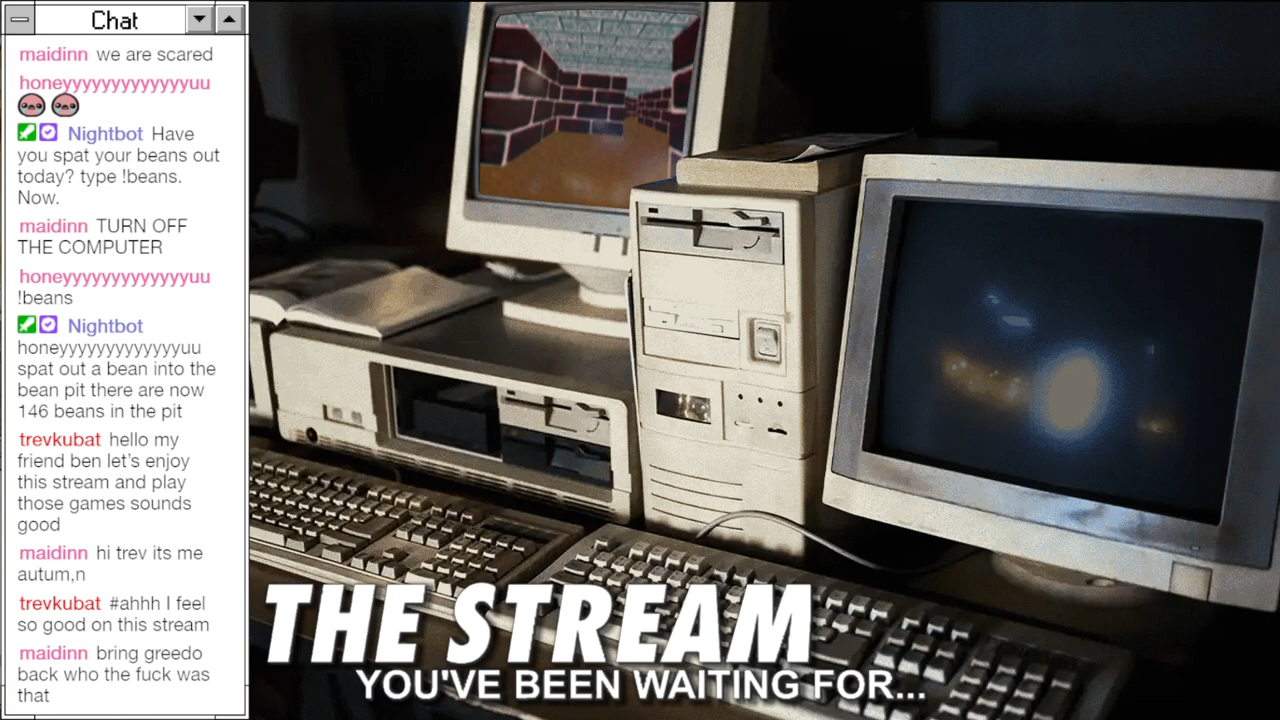 Chat
maidinn we are scared
honeyyyyyyyyyyyyyuu
Nightbot Have
you spat your beans out
today? type !beans.
Now.
maidinn TURN OFF
THE COMPUTER
honeyyyyyyyyyyyyyuu
!beans
Nightbot
honeyyyyyyyyyyyyyuu
spat out a bean into the
bean pit there are now
146 beans in the pit
trevkubat hello my
friend ben let's enjoy
this stream and play
those games sounds
good
maidinn hi trev its me
autum,n
trevkubat #ahhh I feel
so good on this stream
maidinn bring greedo
back who the fuck was
that
THE STREAM
YOU'VE BEEN WAITING FOR...